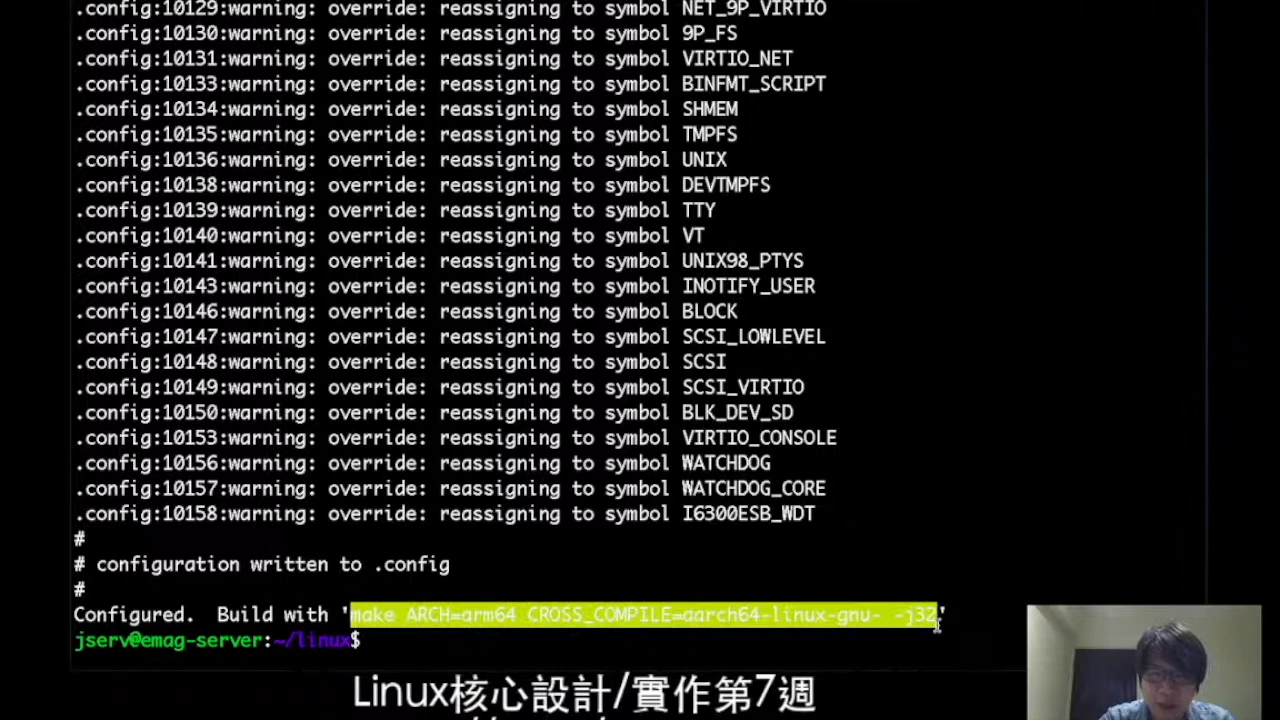 .config:10129:warning: override: reassigning to symbol NET_9P_VIRTIO
.config:10130:warning: override: reassigning to symbol 9P_FS
.config:10131:warning: override: reassigning to symbol VIRTIO_NET
.config:10133:warning: override: reassigning to symbol BINFMT_SCRIPT
.config:10134:warning: override: reassigning to symbol SHMEM
.config:10135:warning: override: reassigning to symbol TMPFS
.config:10136:warning: override: reassigning to symbol UNIX
.config:10138:warning: override: reassigning to symbol DEVTMPFS
.config:10139:warning: override: reassigning to symbol TTY
.config:10140:warning: override: reassigning to symbol VT
.config:10141:warning: override: reassigning to symbol UNIX98_PTYS
.config:10143:warning: override: reassigning to symbol INOTIFY_USER
.config:10146:warning: override: reassigning to symbol BLOCK
.config:10147:warning: override: reassigning to symbol SCSI_LOWLEVEL
.config:10148:warning: override: reassigning to symbol SCSI
.config:10149:warning: override: reassigning to symbol SCSI_VIRTIO
.config:10150:warning: override: reassigning to symbol BLK_DEV_SD
.config:10153:warning: override: reassigning to symbol VIRTIO_CONSOLE
.config:10156:warning: override: reassigning to symbol WATCHDOG
.config:10157:warning: override: reassigning to symbol WATCHDOG_CORE
.config:10158:warning: override: reassigning to symbol I6300ESB_WDT
#
# configuration written to .config
#
Configured.  Build with 'make ARCH=arm64 CROSS_COMPILE=aarch64-linux-gnu- -j32'
jserv@emag-server:~/linux$
Linux核心設計/實作第7週